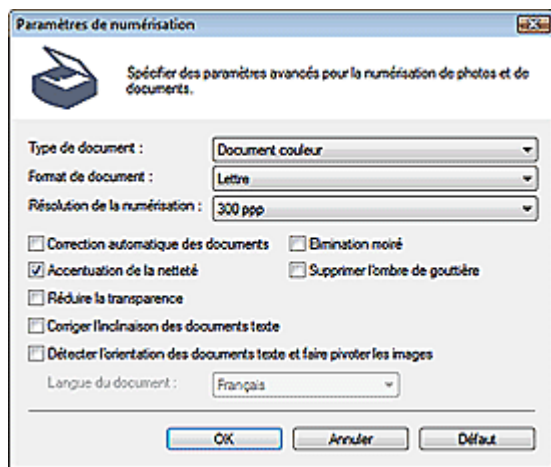 Paramètres de numérisation
Spécifier des paramètres avancés pour la numérisation de photos et de
documents.
Type de document : Document couleur
Format de document : Lettre
Résolution de la numérisation : 300 ppp
Correction automatique des documents Elimination moiré
Accentuation de la netteté Supprimer l'ombre de gouttière
Réduire la transparence
Corriger l'inclinaison des documents texte
Détecter l'orientation des documents texte et faire pivoter les images
Langue du document : Français
OK Annuler Défaut